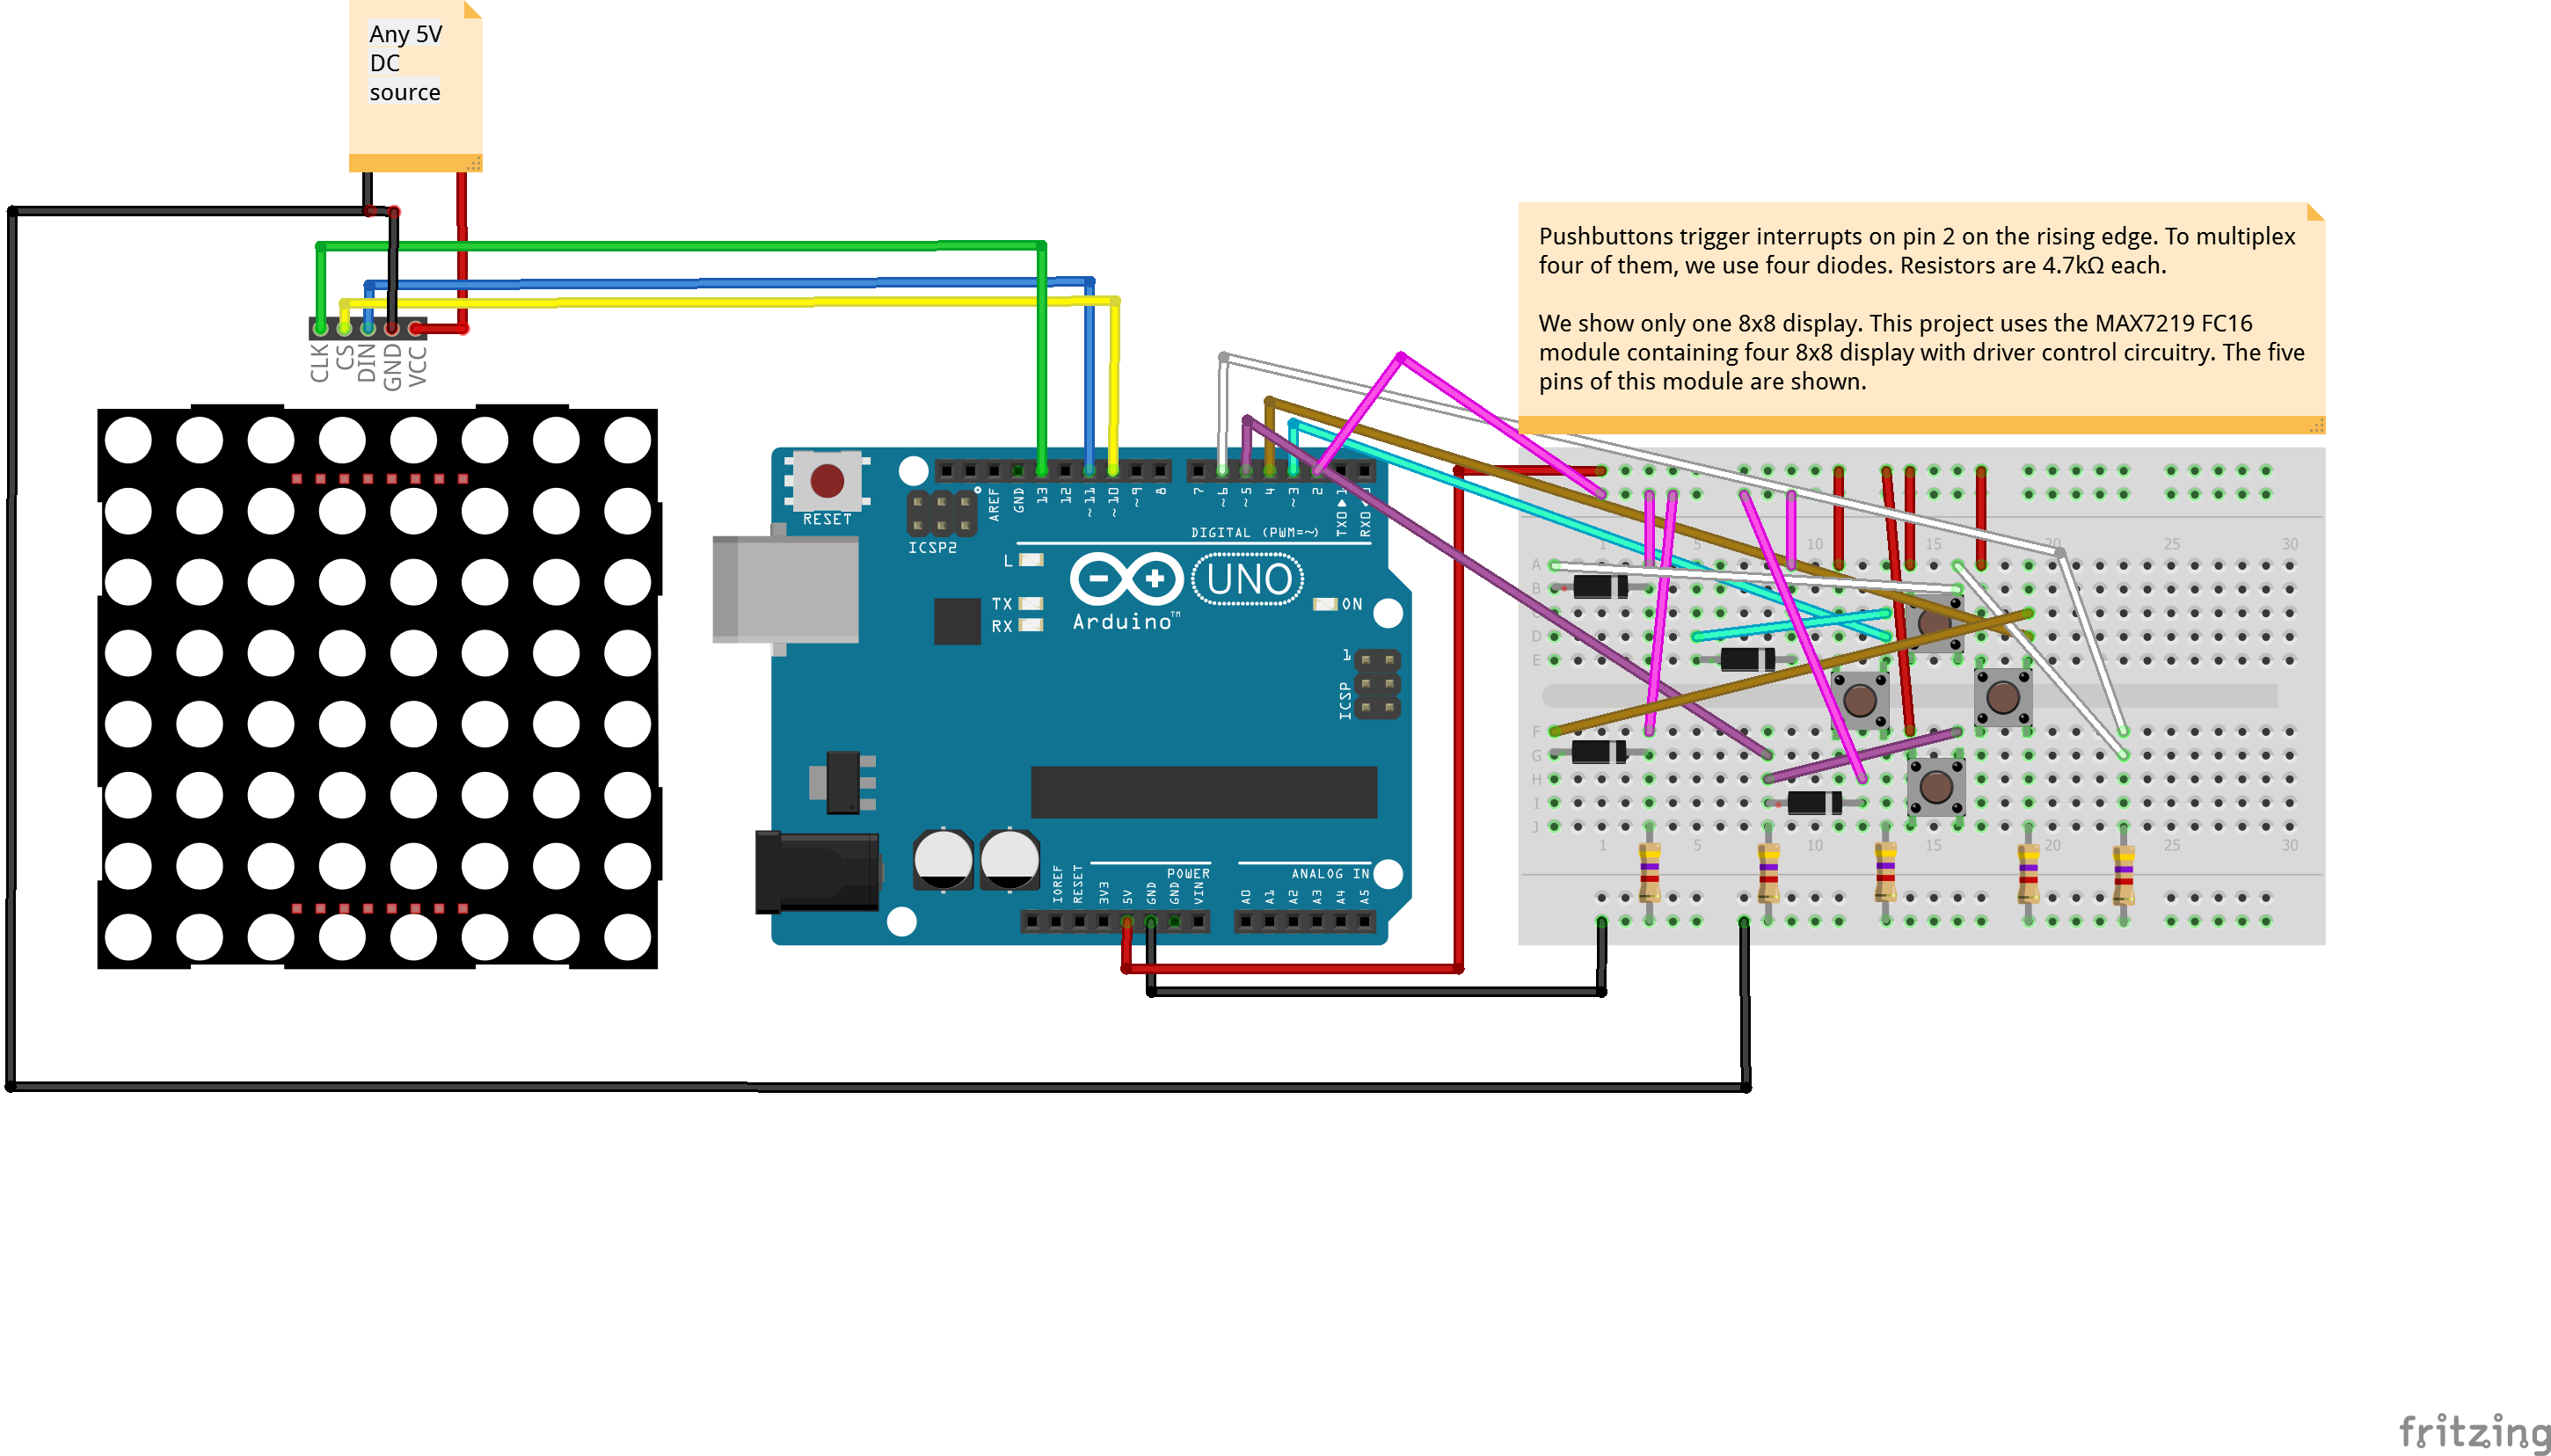 Any 5V
DC
source
Pushbuttons trigger interrupts on pin 2 on the rising edge. To multiplex
four of them, we use four diodes. Resistors are 4.7kΩ each.
We show only one 8x8 display. This project uses the MAX7219 FC16
module containing four 8x8 display with driver control circuitry. The five
pins of this module are shown.
CLK
CS
DIN
GND
VCC
RESET
ICSP2
AREF
GND
13
12
~11
~10
~9
8
7
~6
~5
4
~3
2
TX0▶1
RX0◀0
DIGITAL (PWM=~)
L
TX
RX
UNO
Arduino™
ON
1
ICSP
POWER
ANALOG IN
IOREF
RESET
3V3
5V
GND
GND
VIN
A0
A1
A2
A3
A4
A5
1 5 10 15 20 25 30
A
B
C
D
E
F
G
H
I
J
1 5 10 15 20 25 30
fritzing